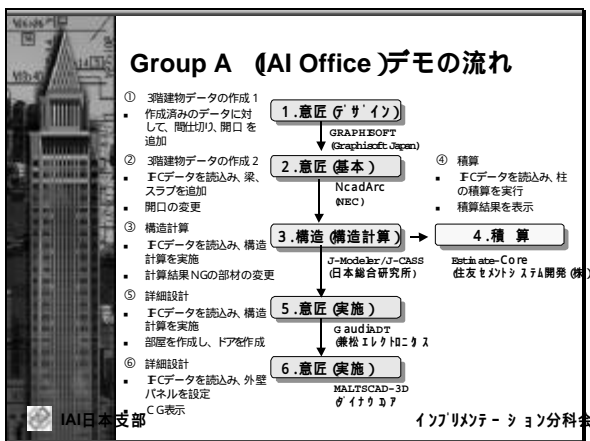 Group A (IAI Office)デモの流れ
① 3階建物データの作成1
▪ 作成済みのデータに対
して、間仕切り、開口 を
追加
② 3階建物データの作成2
▪ IFCデータを読込み、梁、
スラブを追加
▪ 開口の変更
③ 構造計算
▪ IFCデータを読込み、構造
計算を実施
▪ 計算結果NGの部材の変更
⑤ 詳細設計
▪ IFCデータを読込み、構造
計算を実施
▪ 部屋を作成し、ドアを作成
⑥ 詳細設計
▪ IFCデータを読込み、外壁
パネルを設定
▪ CG表示
1.意匠(デザイン)
GRAPHISOFT
(Graphisoft Japan)
2.意匠(基本)
NcadArc
(NEC)
3.構造(構造計算)
J-Modeler/J-CASS
(日本総合研究所)
5.意匠(実施)
GaudiADT
(兼松エレクトロニクス
6.意匠(実施)
MALTSCAD-3D
ダイナウエア
④ 積算
▪ IFCデータを読込み、柱
の積算を実行
▪ 積算結果を表示
4.積 算
Estimate-Core
(住友セメントシステム開発(株)
IAI日本支部
インプリメンテーション分科会